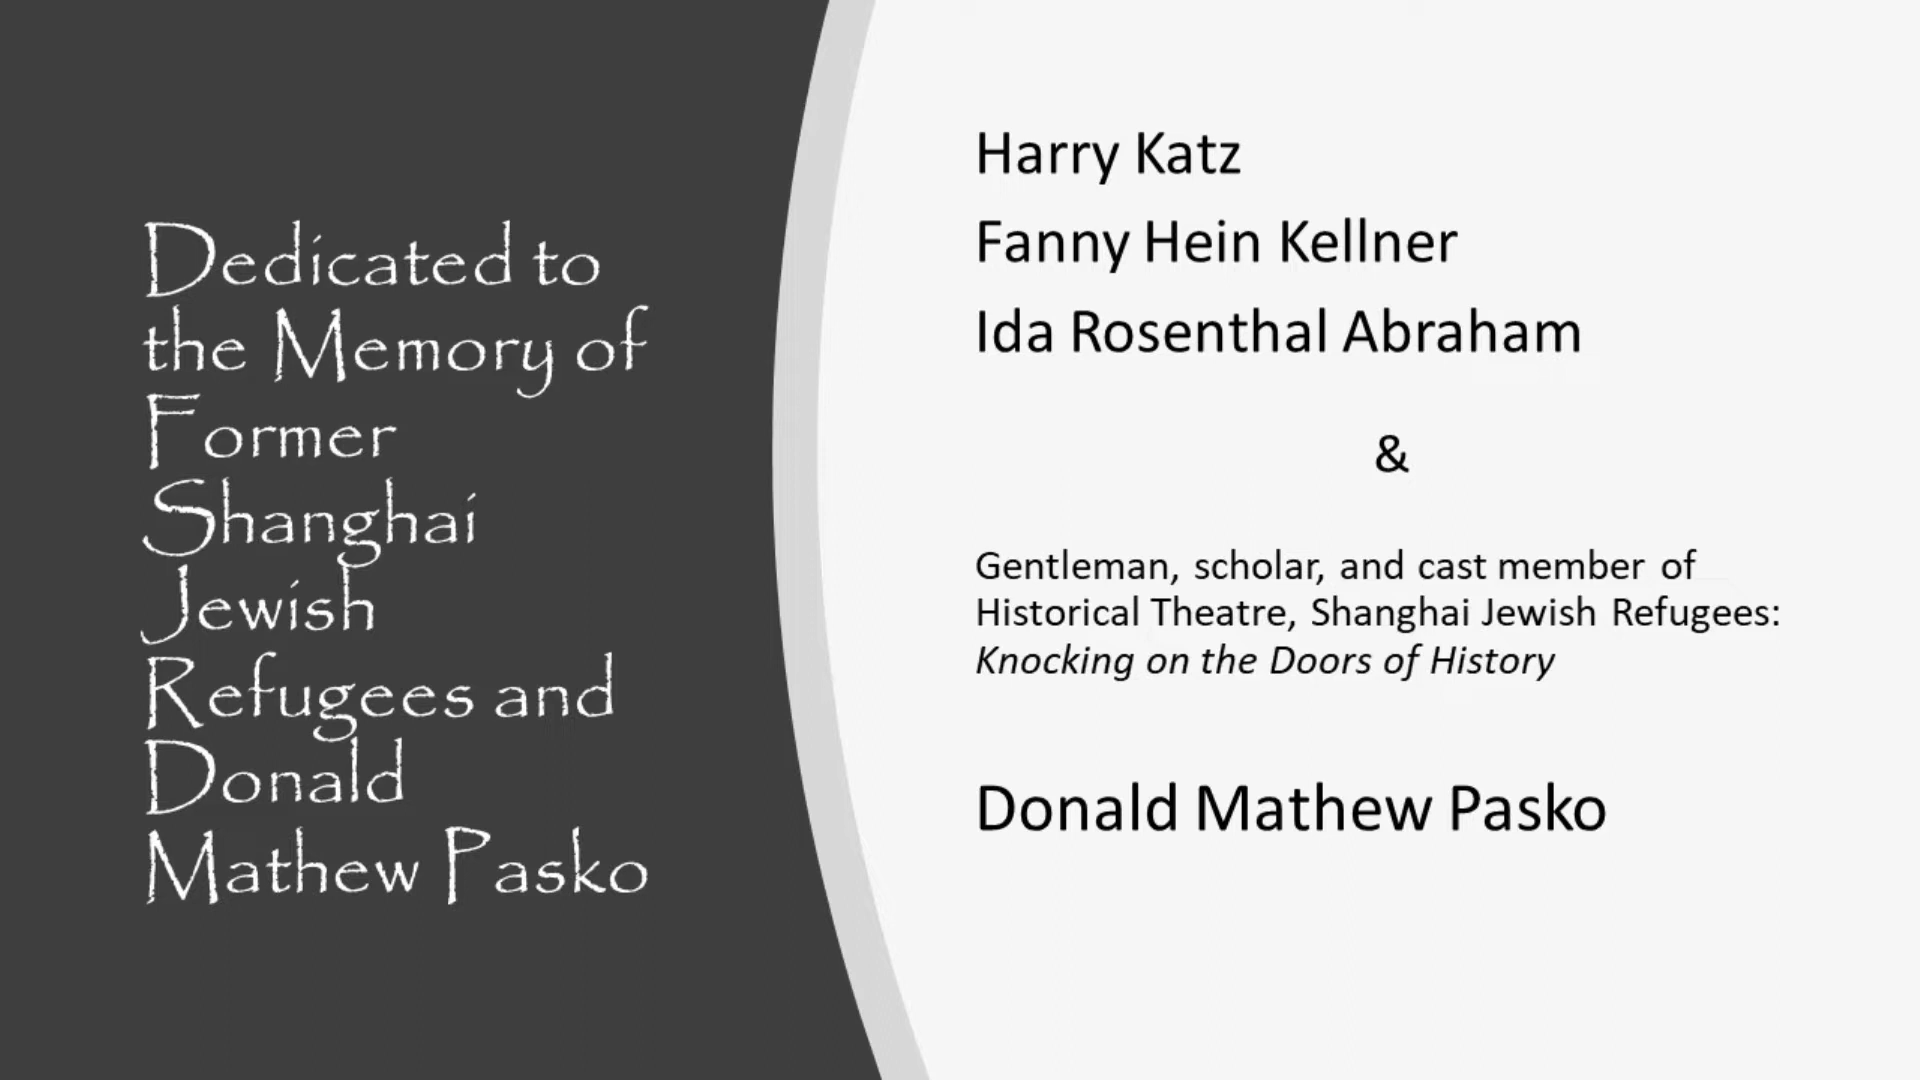 Dedicated to
the Memory of
Former
Shanghai
Jewish
Refugees and
Donald
Mathew Pasko
Harry Katz
Fanny Hein Kellner
Ida Rosenthal Abraham
&
Gentleman, scholar, and cast member of
Historical Theatre, Shanghai Jewish Refugees:
Knocking on the Doors of History
Donald Mathew Pasko